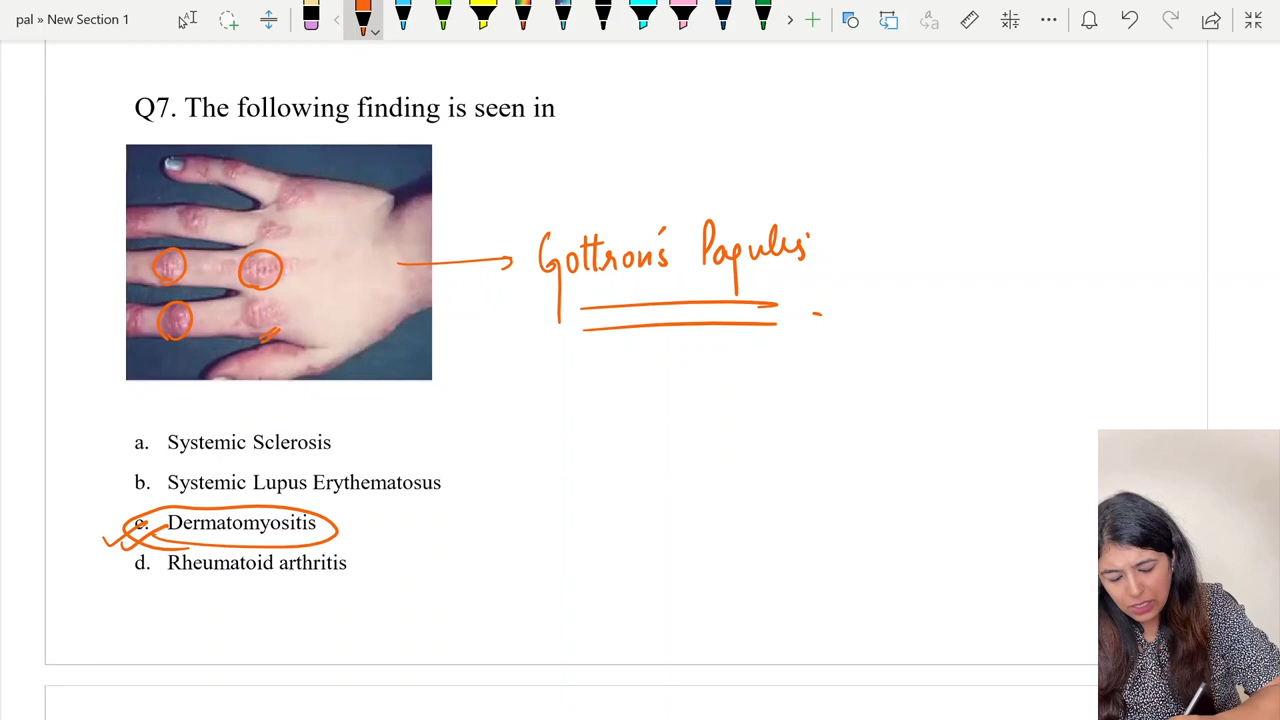 pal » New Section 1
Q7. The following finding is seen in
Gottron's Papules
a. Systemic Sclerosis
b. Systemic Lupus Erythematosus
c. Dermatomyositis
d. Rheumatoid arthritis